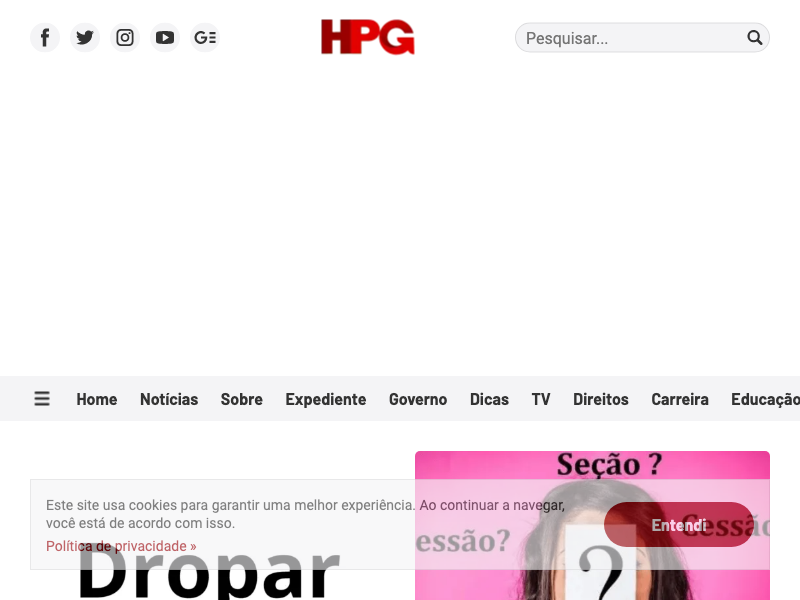 HPG
Pesquisar...
Home Notícias Sobre Expediente Governo Dicas TV Direitos Carreira Educação
Seção ?
Este site usa cookies para garantir uma melhor experiência. Ao continuar a navegar,
você está de acordo com isso.
Política de privacidade »
Entendi
essão?
Cessão
Dropar
?